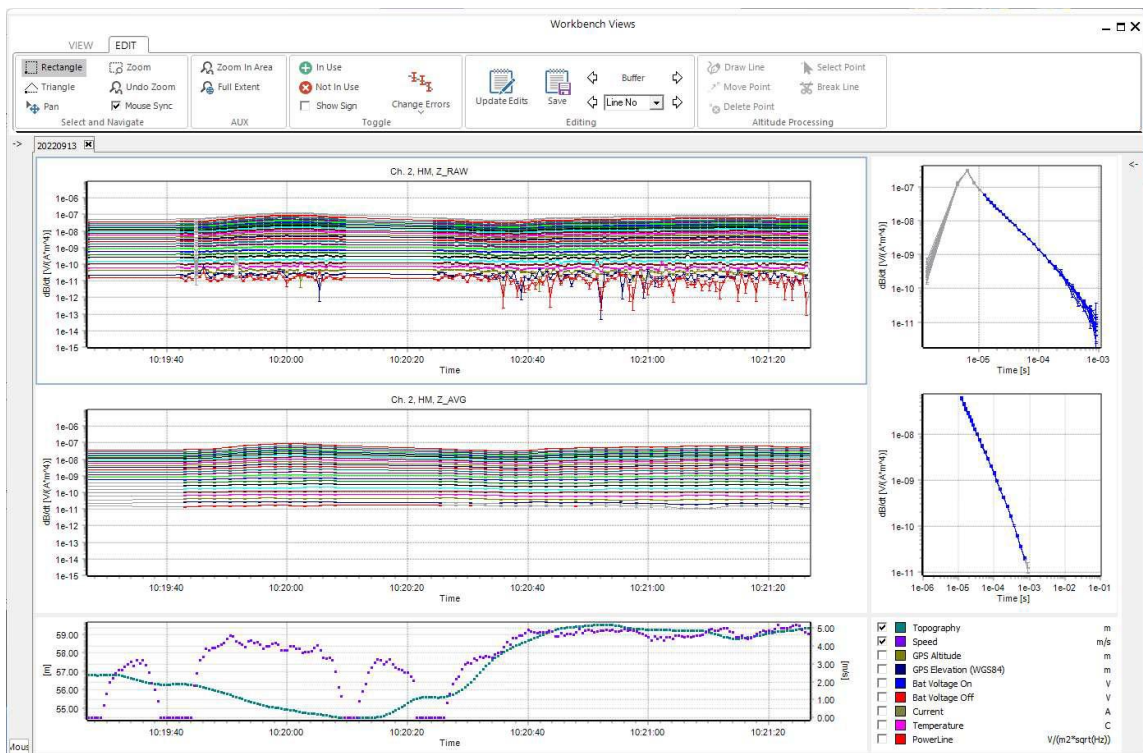 Workbench Views
VIEW EDIT
Rectangle Zoom Zoom In Area In Use Buffer Draw Line Select Point
Triangle Undo Zoom Full Extent Not In Use Change Errors Update Edits Save Line No Move Point Break Line
Pan Mouse Sync Show Sign Delete Point
Select and Navigate AUX Toggle Editing Altitude Processing
-> 20220913 <-
Ch. 2, HM, Z_RAW
dB/dt [V/(A*m^4)]
1e-06
1e-07
1e-08
1e-09
1e-10
1e-11
1e-12
1e-13
1e-14
1e-15
10:19:40 10:20:00 10:20:20 10:20:40 10:21:00 10:21:20
Time
dB/dt [V/(A*m^4)]
1e-07
1e-08
1e-09
1e-10
1e-11
1e-05 1e-04 1e-03
Time [s]
Ch. 2, HM, Z_AVG
dB/dt [V/(A*m^4)]
1e-06
1e-07
1e-08
1e-09
1e-10
1e-11
1e-12
1e-13
1e-14
1e-15
10:19:40 10:20:00 10:20:20 10:20:40 10:21:00 10:21:20
Time
dB/dt [V/(A*m^4)]
1e-08
1e-09
1e-10
1e-11
1e-06 1e-05 1e-04 1e-03 1e-02 1e-01
Time [s]
[m]
59.00
57.00
56.00
55.00
5.00
3.00
2.00
1.00
0.00
[m/s]
10:19:40 10:20:00 10:20:20 10:20:40 10:21:00 10:21:20
Time
Topography m
Speed m/s
GPS Altitude m
GPS Elevation (WGS84) m
Bat Voltage On V
Bat Voltage Off V
Current A
Temperature C
PowerLine V/(m2*sqrt(Hz))
Mous